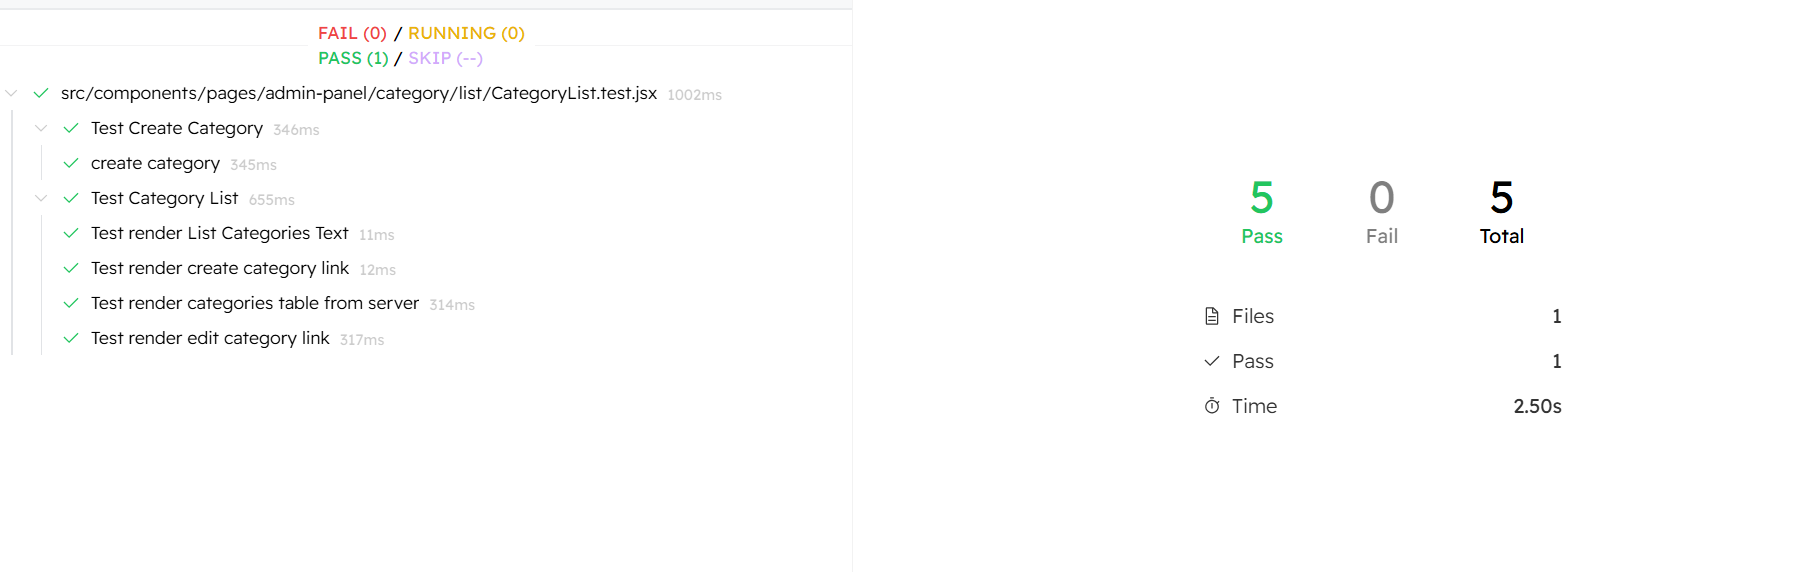 FAIL (0) / RUNNING (0)
PASS (1) / SKIP (--)
src/components/pages/admin-panel/category/list/CategoryList.test.jsx 1002ms
Test Create Category 346ms
create category 345ms
Test Category List 655ms
Test render List Categories Text 11ms
Test render create category link 12ms
Test render categories table from server 314ms
Test render edit category link 317ms
5 0 5
Pass Fail Total
Files 1
Pass 1
Time 2.50s